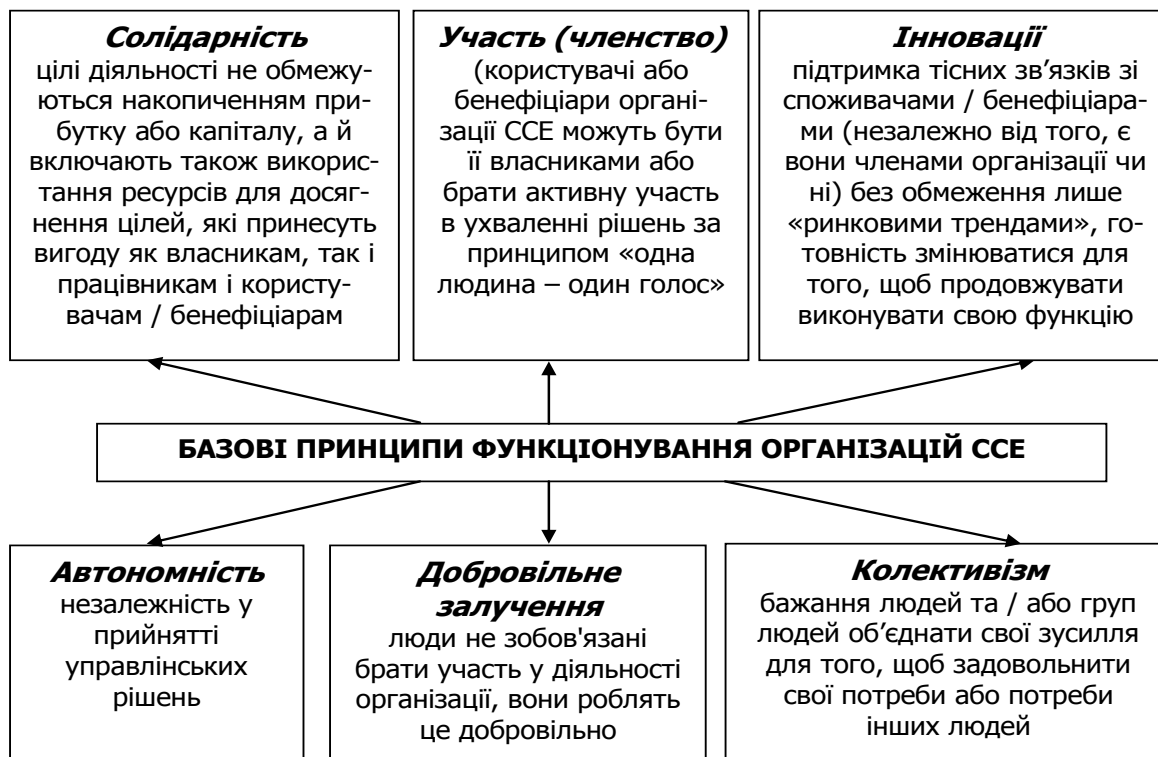 Солідарність
цілі діяльності не обмежу-
ються накопиченням при-
бутку або капіталу, а й
включають також викорис-
тання ресурсів для досяг-
нення цілей, які принесуть
вигоду як власникам, так і
працівникам і користу-
вачам / бенефіціарам
Участь (членство)
(користувачі або
бенефіціари органі-
зації ССЕ можуть бути
її власниками або
брати активну участь
в ухваленні рішень за
принципом «одна
людина – один голос»
Інновації
підтримка тісних зв’язків зі
споживачами / бенефіціара-
ми (незалежно від того, є
вони членами організації чи
ні) без обмеження лише
«ринковими трендами», го-
товність змінюватися для
того, щоб продовжувати
виконувати свою функцію
БАЗОВІ ПРИНЦИПИ ФУНКЦІОНУВАННЯ ОРГАНІЗАЦІЙ ССЕ
Автономність
незалежність у
прийнятті
управлінських
рішень
Добровільне
залучення
люди не зобов'язані
брати участь у діяльності
організації, вони роблять
це добровільно
Колективізм
бажання людей та / або груп
людей об’єднати свої зусилля
для того, щоб задовольнити
свої потреби або потреби
інших людей